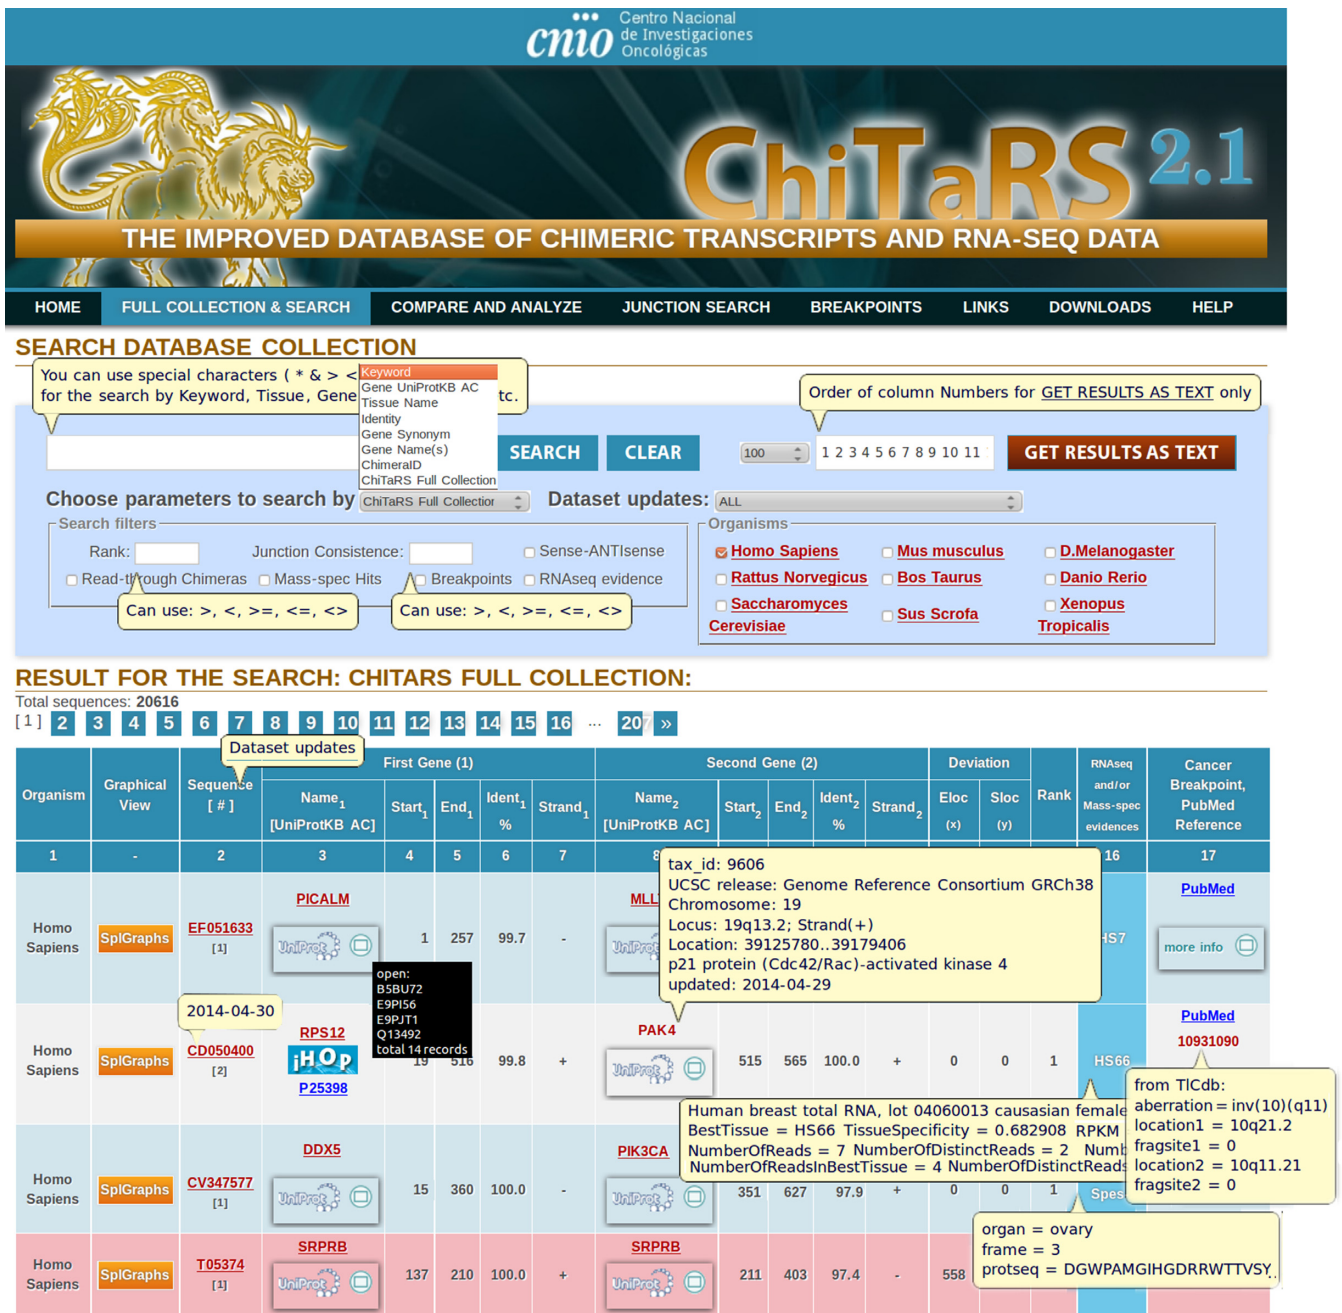 cnio
Centro Nacional
de Investigaciones
Oncológicas
ChiTaRS 2.1
THE IMPROVED DATABASE OF CHIMERIC TRANSCRIPTS AND RNA-SEQ DATA
HOME FULL COLLECTION & SEARCH COMPARE AND ANALYZE JUNCTION SEARCH BREAKPOINTS LINKS DOWNLOADS HELP
SEARCH DATABASE COLLECTION
You can use special characters ( * & > <
for the search by Keyword, Tissue, Gene tc.
Keyword
Gene UniProtKB AC
Tissue Name
Identity
Gene Synonym
Gene Name(s)
ChimeraID
ChiTaRS Full Collection
Order of column Numbers for GET RESULTS AS TEXT only
SEARCH CLEAR 100 1 2 3 4 5 6 7 8 9 10 11 GET RESULTS AS TEXT
Choose parameters to search by ChiTaRS Full Collection Dataset updates: ALL
Search filters
Rank: Junction Consistence: Sense-ANTIsense
Read-through Chimeras Mass-spec Hits Breakpoints RNAseq evidence
Can use: >, <, >=, <=, <> Can use: >, <, >=, <=, <>
Organisms
Homo Sapiens Mus musculus D.Melanogaster
Rattus Norvegicus Bos Taurus Danio Rerio
Saccharomyces Cerevisiae Sus Scrofa Xenopus Tropicalis
RESULT FOR THE SEARCH: CHITARS FULL COLLECTION:
Total sequences: 20616
[ 1 ] 2 3 4 5 6 7 8 9 10 11 12 13 14 15 16 ... 207 »
Dataset updates
Organism Graphical View Sequence [ # ] First Gene (1) Second Gene (2) Deviation Rank RNAseq and/or Mass-spec evidences Cancer Breakpoint, PubMed Reference
Name1 [UniProtKB AC] Start1 End1 Ident1 % Strand1 Name2 [UniProtKB AC] Start2 End2 Ident2 % Strand2 Eloc (x) Sloc (y)
1 - 2 3 4 5 6 7 8 16 17
tax_id: 9606
UCSC release: Genome Reference Consortium GRCh38
Chromosome: 19
Locus: 19q13.2; Strand(+)
Location: 39125780..39179406
p21 protein (Cdc42/Rac)-activated kinase 4
updated: 2014-04-29
Homo Sapiens SplGraphs EF051633 [1] PICALM UniProt 1 257 99.7 - MLL UniProt HS7 PubMed more info
open:
B5BU72
E9PI56
E9PJT1
Q13492
total 14 records
2014-04-30
Homo Sapiens SplGraphs CD050400 [2] RPS12 iHOP P25398 19 516 99.8 + PAK4 UniProt 515 565 100.0 + 0 0 1 HS66 PubMed 10931090
Human breast total RNA, lot 04060013 causasian female
BestTissue = HS66 TissueSpecificity = 0.682908 RPKM
NumberOfReads = 7 NumberOfDistinctReads = 2 Numb
NumberOfReadsInBestTissue = 4 NumberOfDistinctReads
from TICdb:
aberration = inv(10)(q11)
location1 = 10q21.2
fragsite1 = 0
location2 = 10q11.21
fragsite2 = 0
Homo Sapiens SplGraphs CV347577 [1] DDX5 UniProt 15 360 100.0 - PIK3CA UniProt 351 627 97.9 + 0 0 1 Spes
organ = ovary
frame = 3
protseq = DGWPAMGIHGDRRWTTVSY..
Homo Sapiens SplGraphs T05374 [1] SRPRB UniProt 137 210 100.0 + SRPRB UniProt 211 403 97.4 - 558